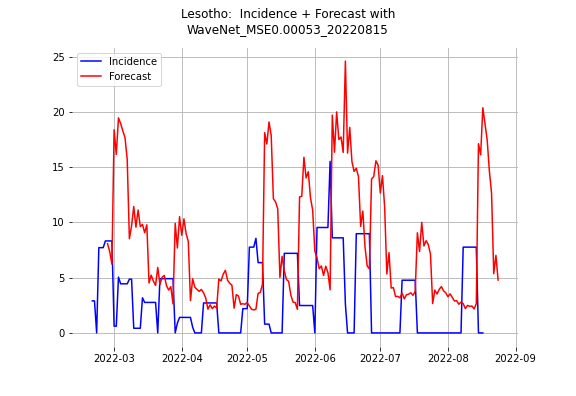 Lesotho:  Incidence + Forecast with
WaveNet_MSE0.00053_20220815
Incidence
Forecast
25
20
15
10
5
0
2022-03 2022-04 2022-05 2022-06 2022-07 2022-08 2022-09